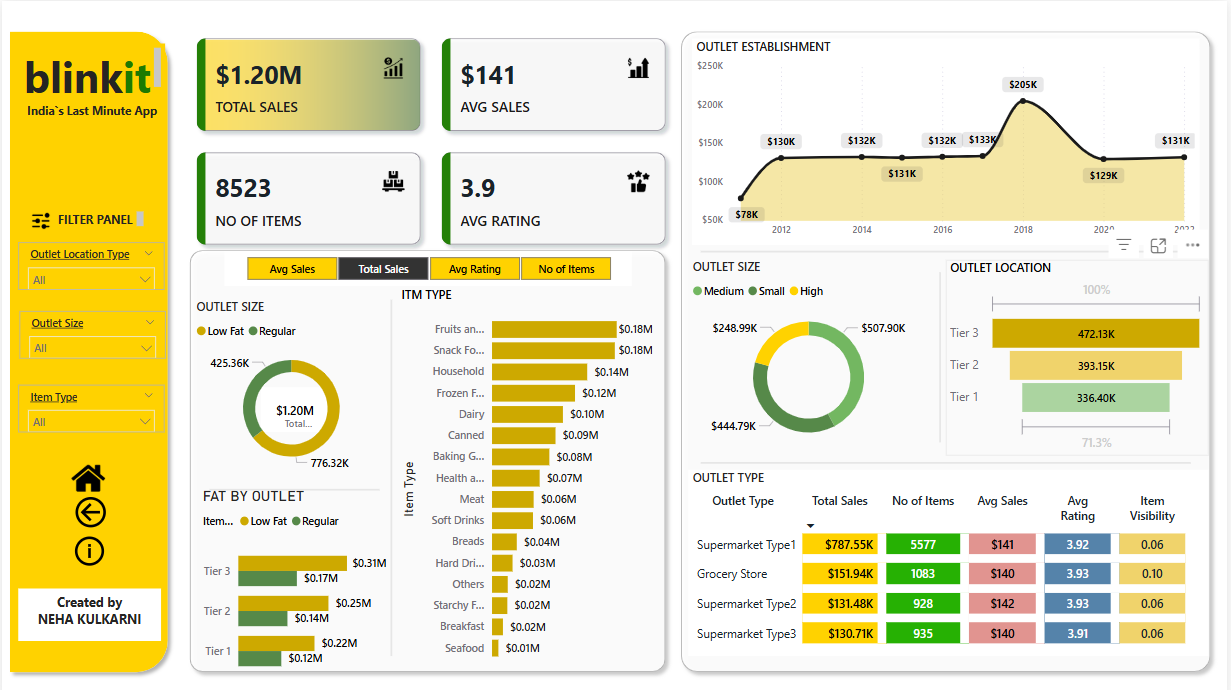 blinkit
India`s Last Minute App
FILTER PANEL
Outlet Location Type
All
Outlet Size
All
Item Type
All
Created by
NEHA KULKARNI
$1.20M
TOTAL SALES
$141
AVG SALES
8523
NO OF ITEMS
3.9
AVG RATING
Avg Sales Total Sales Avg Rating No of Items
OUTLET SIZE
Low Fat Regular
425.36K
$1.20M
Total...
776.32K
FAT BY OUTLET
Item... Low Fat Regular
Tier 3 $0.31M
$0.17M
Tier 2 $0.25M
$0.14M
Tier 1 $0.22M
$0.12M
ITM TYPE
Item Type
Fruits an... $0.18M
Snack Fo... $0.18M
Household $0.14M
Frozen F... $0.12M
Dairy $0.10M
Canned $0.09M
Baking G... $0.08M
Health a... $0.07M
Meat $0.06M
Soft Drinks $0.06M
Breads $0.04M
Hard Dri... $0.03M
Others $0.02M
Starchy F... $0.02M
Breakfast $0.02M
Seafood $0.01M
OUTLET ESTABLISHMENT
$250K
$200K
$150K
$100K
$50K
$78K $130K $132K $131K $132K $133K $205K $129K $131K
2012 2014 2016 2018 2020 2022
OUTLET SIZE
Medium Small High
$248.99K $507.90K
$444.79K
OUTLET LOCATION
100%
Tier 3 472.13K
Tier 2 393.15K
Tier 1 336.40K
71.3%
OUTLET TYPE
Outlet Type Total Sales No of Items Avg Sales Avg Rating Item Visibility
Supermarket Type1 $787.55K 5577 $141 3.92 0.06
Grocery Store $151.94K 1083 $140 3.93 0.10
Supermarket Type2 $131.48K 928 $142 3.93 0.06
Supermarket Type3 $130.71K 935 $140 3.91 0.06